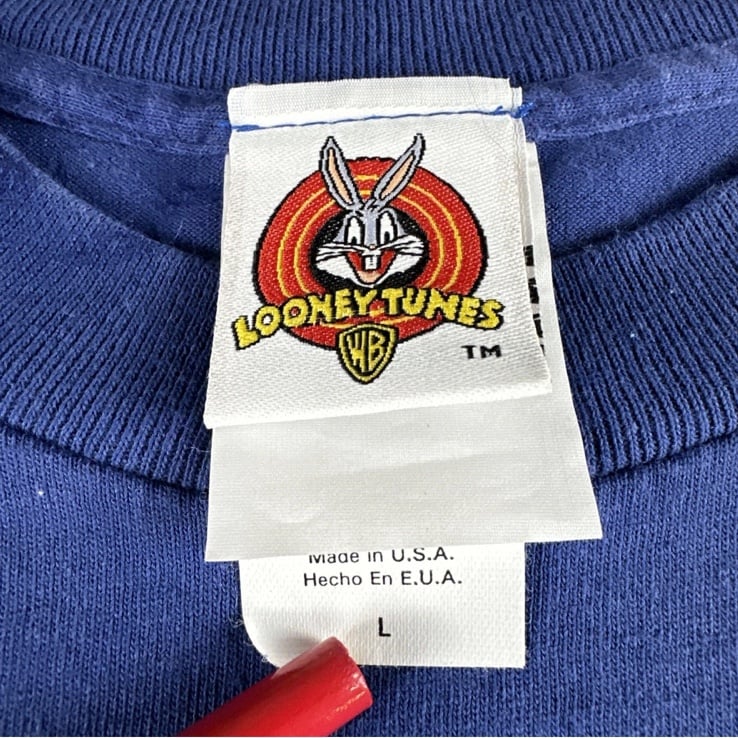 LOONEY TUNES
WB
TM
Made in U.S.A.
Hecho En E.U.A.
L